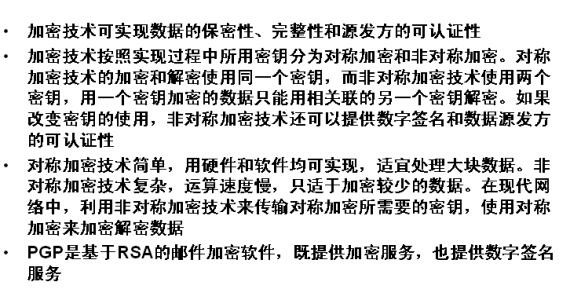 • 加密技术可实现数据的保密性、完整性和源发方的可认证性
• 加密技术按照实现过程中所用密钥分为对称加密和非对称加密。对称
加密技术的加密和解密使用同一个密钥，而非对称加密技术使用两个
密钥，用一个密钥加密的数据只能用相关联的另一个密钥解密。如果
改变密钥的使用，非对称加密技术还可以提供数字签名和数据源发方
的可认证性
• 对称加密技术简单，用硬件和软件均可实现，适宜处理大块数据。非
对称加密技术复杂，运算速度慢，只适于加密较少的数据。在现代网
络中，利用非对称加密技术来传输对称加密所需要的密钥，使用对称
加密来加密解密数据
• PGP是基于RSA的邮件加密软件，既提供加密服务，也提供数字签名
服务